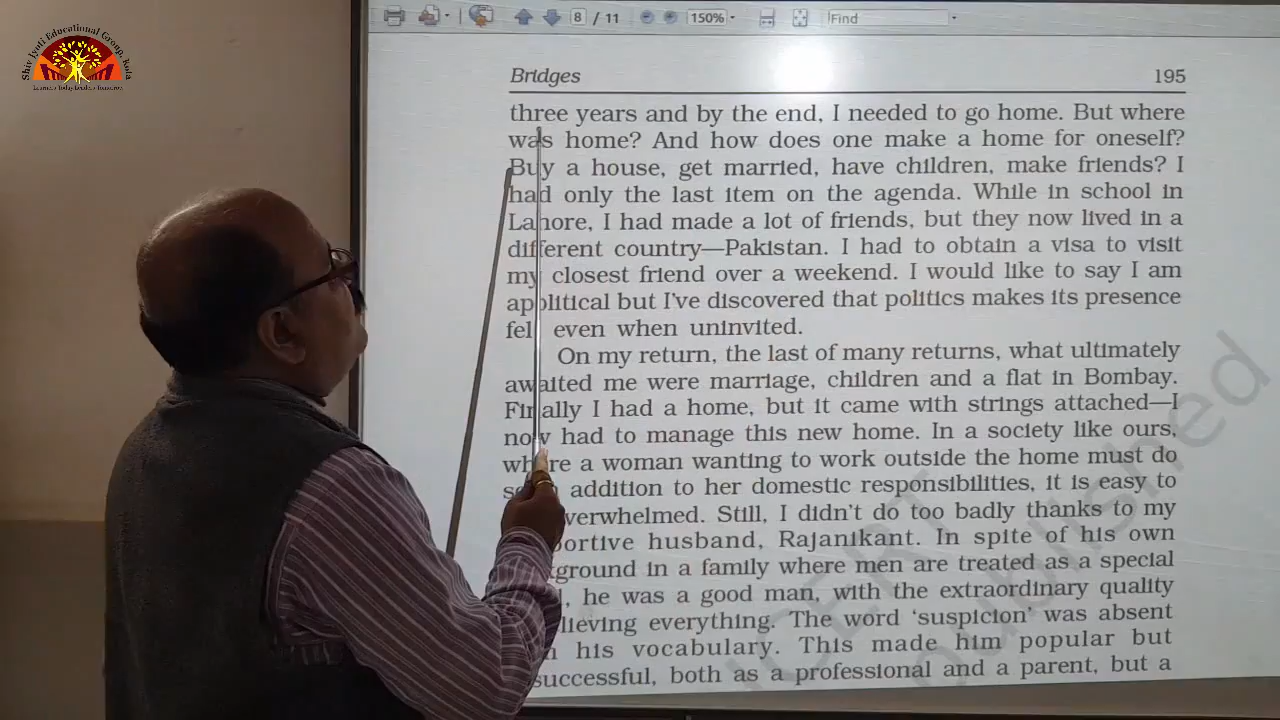 Shiv Jyoti Educational Group, Kota
8 / 11
150%
Find
Bridges 195
three years and by the end, I needed to go home. But where
was home? And how does one make a home for oneself?
Buy a house, get married, have children, make friends? I
had only the last item on the agenda. While in school in
Lahore, I had made a lot of friends, but they now lived in a
different country—Pakistan. I had to obtain a visa to visit
my closest friend over a weekend. I would like to say I am
apolitical but I've discovered that politics makes its presence
fel even when uninvited.
On my return, the last of many returns, what ultimately
awaited me were marriage, children and a flat in Bombay.
Finally I had a home, but it came with strings attached—I
now had to manage this new home. In a society like ours,
where a woman wanting to work outside the home must do
addition to her domestic responsibilities, it is easy to
verwhelmed. Still, I didn't do too badly thanks to my
portive husband, Rajanikant. In spite of his own
ground in a family where men are treated as a special
, he was a good man, with the extraordinary quality
lieving everything. The word 'suspicion' was absent
his vocabulary. This made him popular but
successful, both as a professional and a parent, but a
NCERT
published